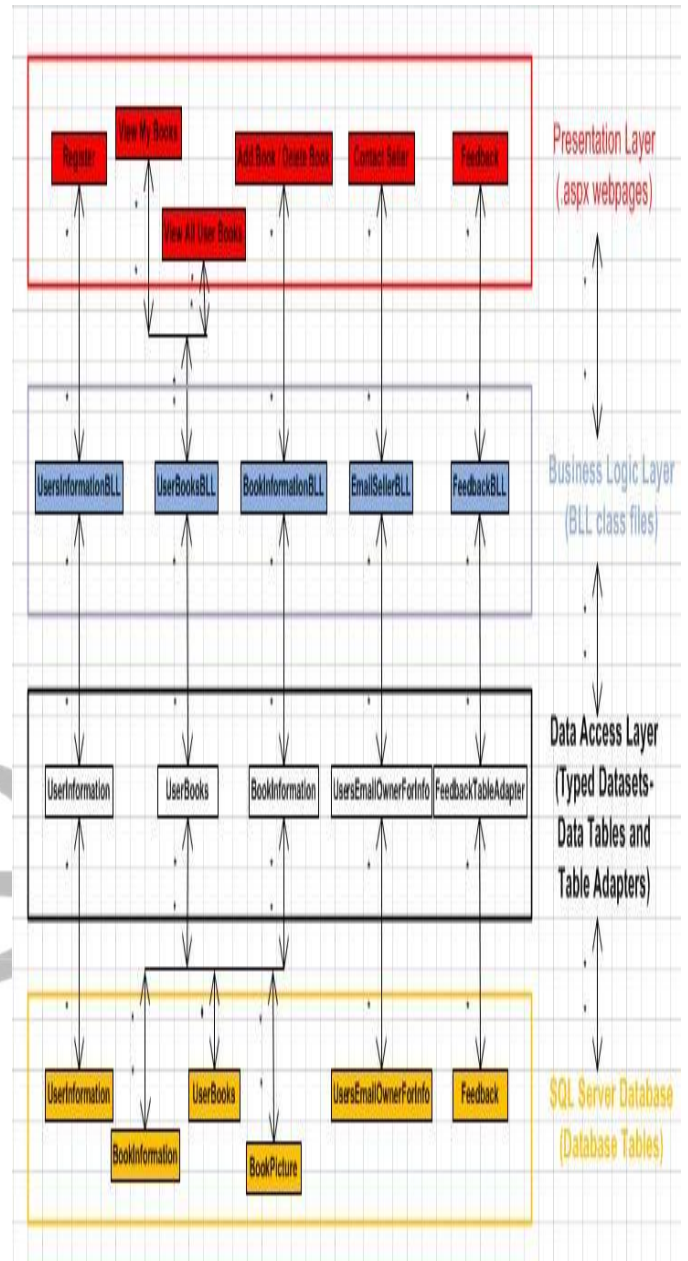 View My Books
Register
Add Book / Delete Book
Contact Seller
Feedback
View All User Books
Presentation Layer
(.aspx webpages)
UsersInformationBLL
UserBooksBLL
BookInformationBLL
EmailSellerBLL
FeedbackBLL
Business Logic Layer
(BLL class files)
UserInformation
UserBooks
BookInformation
UsersEmailOwnerForInfo
FeedbackTableAdapter
Data Access Layer
(Typed Datasets-
Data Tables and
Table Adapters)
UserInformation
UserBooks
UsersEmailOwnerForInfo
Feedback
BookInformation
BookPicture
SQL Server Database
(Database Tables)